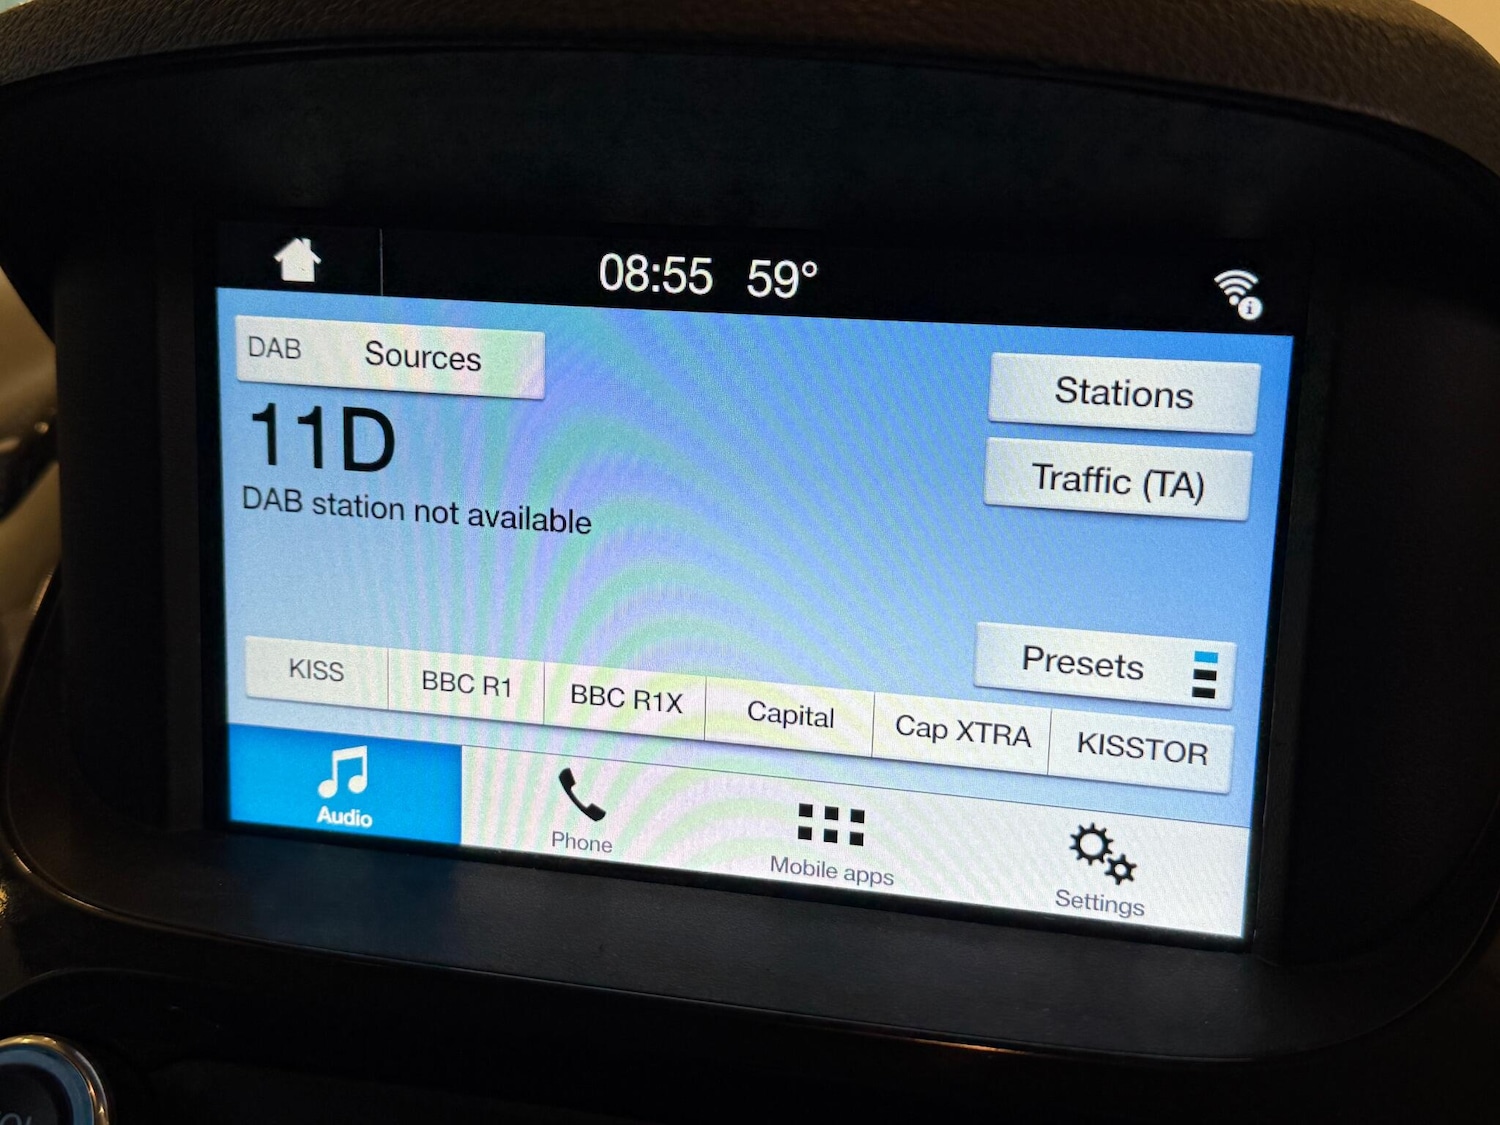 08:55 59°
DAB Sources
Stations
11D
Traffic (TA)
DAB station not available
Presets
KISS BBC R1 BBC R1X Capital Cap XTRA KISSTOR
Audio Phone Mobile apps Settings